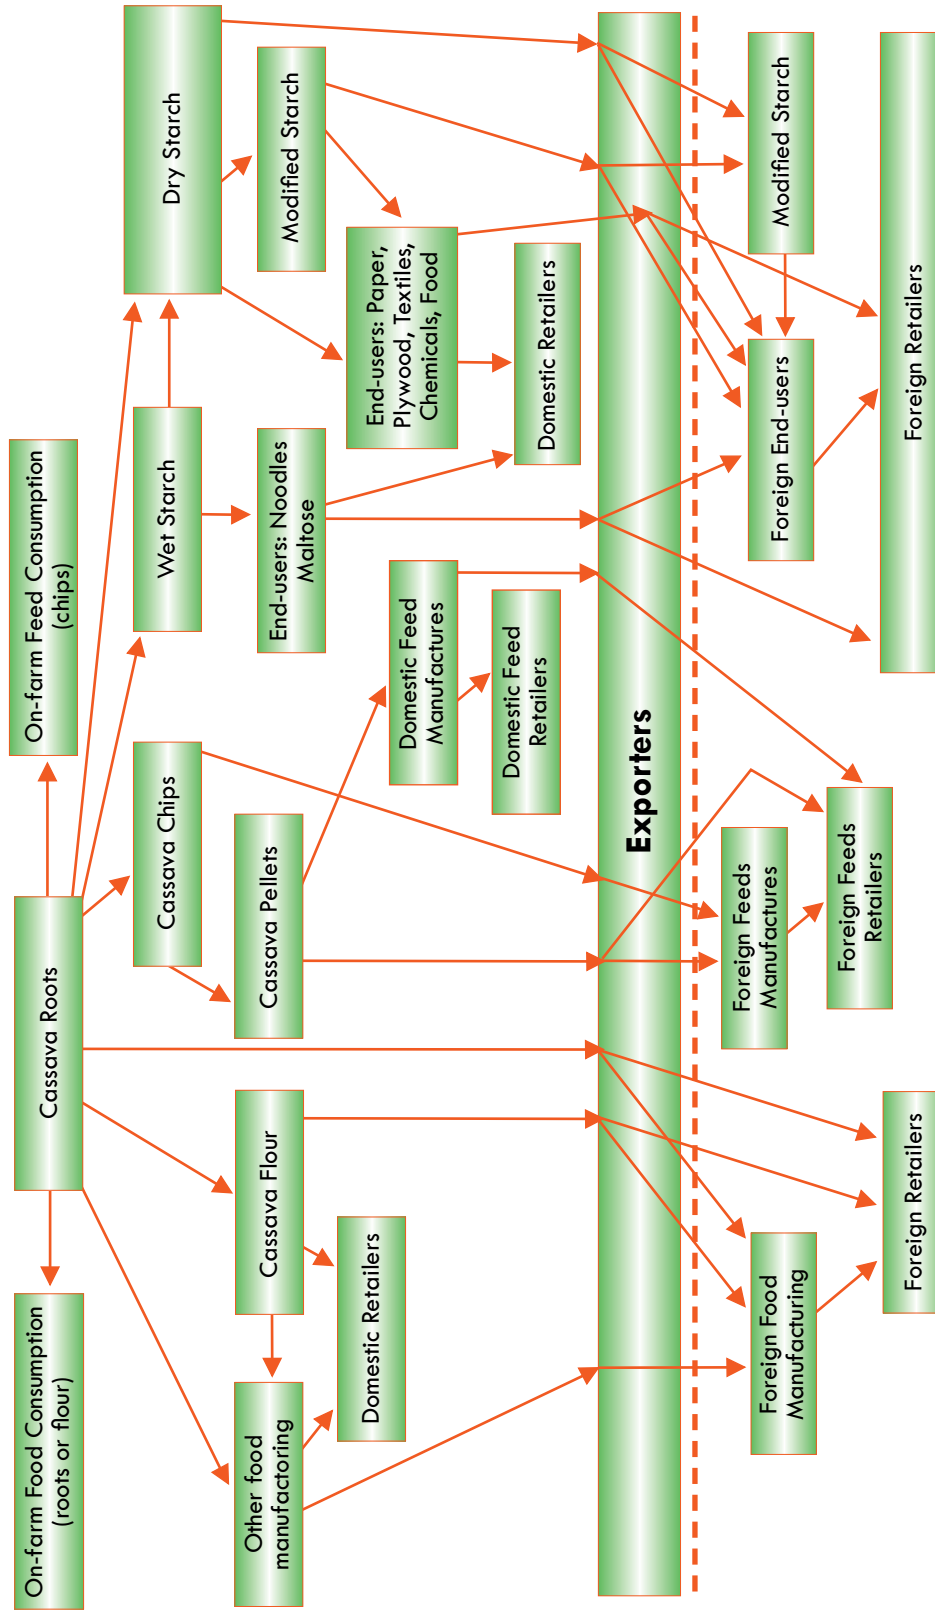 On-farm Food Consumption
(roots or flour)
Cassava Roots
On-farm Feed Consumption
(chips)
Cassava Chips
Wet Starch
Dry Starch
Other food
manufactoring
Cassava Flour
Cassava Pellets
End-users: Noodles
Maltose
Modified Starch
Domestic Retailers
Domestic Feed
Manufactures
End-users: Paper,
Plywood, Textiles,
Chemicals, Food
Domestic Feed
Retailers
Domestic Retailers
Exporters
Foreign Food
Manufacturing
Foreign Feeds
Manufactures
Foreign End-users
Modified Starch
Foreign Retailers
Foreign Feeds
Retailers
Foreign Retailers